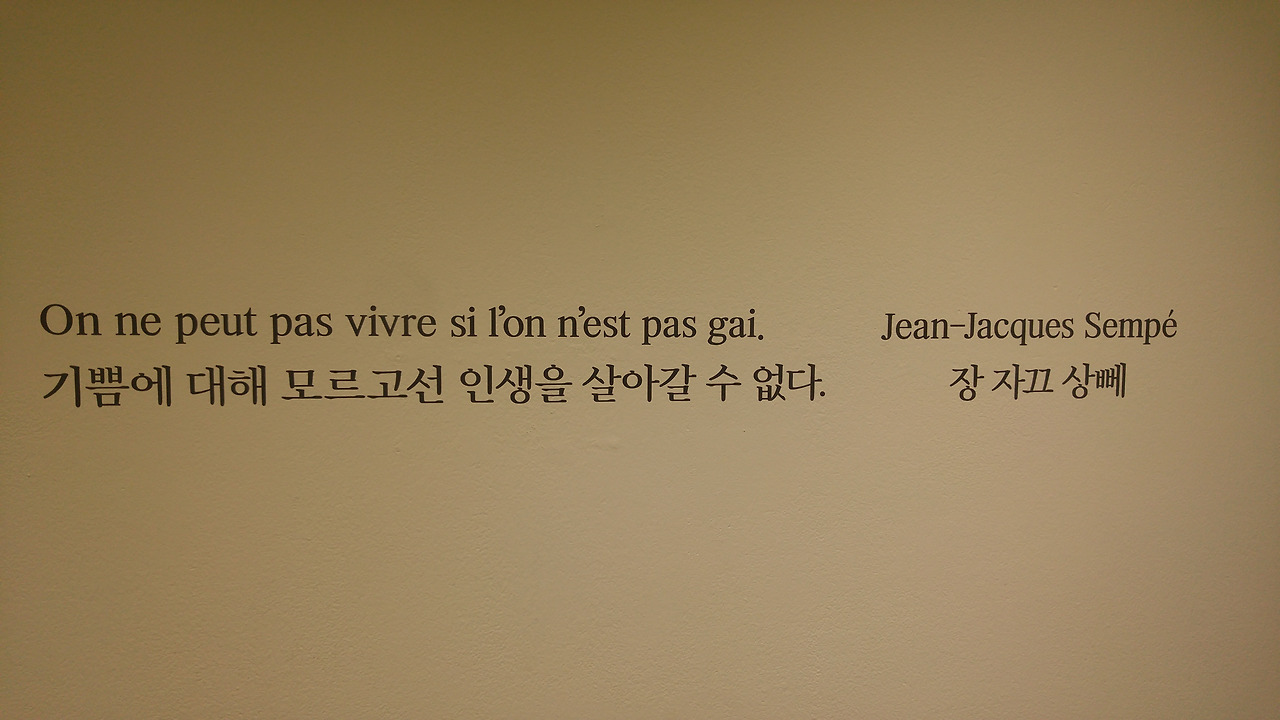 On ne peut pas vivre si l’on n’est pas gai. Jean-Jacques Sempé
기쁨에 대해 모르고선 인생을 살아갈 수 없다. 장 자끄 상뻬